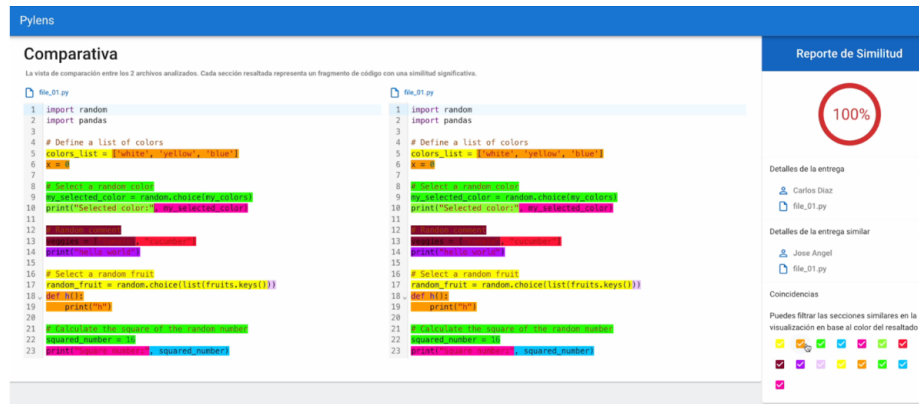 Pylens
Comparativa
La vista de comparación entre los 2 archivos analizados. Cada sección resaltada representa un fragmento de código con una similitud significativa.
file_01.py
1 import random
2 import pandas
3
4 # Define a list of colors
5 colors_list = ['white', 'yellow', 'blue']
6 x = 0
7
8 # Select a random color
9 my_selected_color = random.choice(my_colors)
10 print("Selected color:", my_selected_color)
11
12 # Random comment
13 veggies = [ , "cucumber"]
14 print("hello world")
15
16 # Select a random fruit
17 random_fruit = random.choice(list(fruits.keys()))
18 def h():
19 print("h")
20
21 # Calculate the square of the random number
22 squared_number = 16
23 print("Square number:", squared_number)
file_01.py
1 import random
2 import pandas
3
4 # Define a list of colors
5 colors_list = ['white', 'yellow', 'blue']
6 x = 0
7
8 # Select a random color
9 my_selected_color = random.choice(my_colors)
10 print("Selected color:", my_selected_color)
11
12 # Random comment
13 veggies = [ , "cucumber"]
14 print("hello world")
15
16 # Select a random fruit
17 random_fruit = random.choice(list(fruits.keys()))
18 def h():
19 print("h")
20
21 # Calculate the square of the random number
22 squared_number = 16
23 print("Square number:", squared_number)
Reporte de Similitud
100%
Detalles de la entrega
Carlos Díaz
file_01.py
Detalles de la entrega similar
Jose Angel
file_01.py
Coincidencias
Puedes filtrar las secciones similares en la
visualización en base al color del resaltado